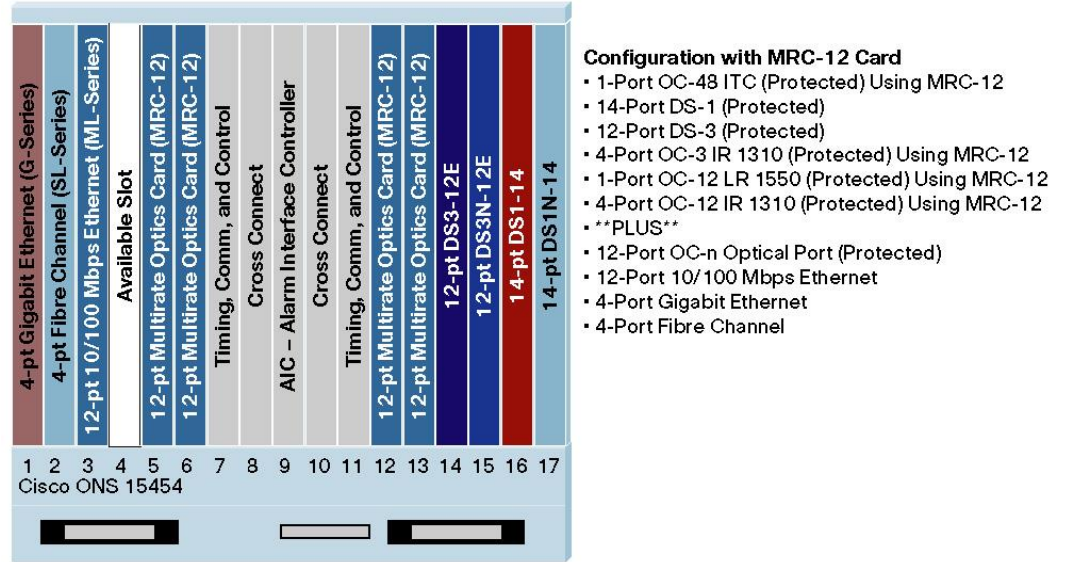 4-pt Gigabit Ethernet (G-Series)
4-pt Fibre Channel (SL-Series)
12-pt 10/100 Mbps Ethernet (ML-Series)
Available Slot
12-pt Multirate Optics Card (MRC-12)
12-pt Multirate Optics Card (MRC-12)
Timing, Comm, and Control
Cross Connect
AIC – Alarm Interface Controller
Cross Connect
Timing, Comm, and Control
12-pt Multirate Optics Card (MRC-12)
12-pt Multirate Optics Card (MRC-12)
12-pt DS3-12E
12-pt DS3N-12E
14-pt DS1-14
14-pt DS1N-14
1 2 3 4 5 6 7 8 9 10 11 12 13 14 15 16 17
Cisco ONS 15454
Configuration with MRC-12 Card
▪ 1-Port OC-48 ITC (Protected) Using MRC-12
▪ 14-Port DS-1 (Protected)
▪ 12-Port DS-3 (Protected)
▪ 4-Port OC-3 IR 1310 (Protected) Using MRC-12
▪ 1-Port OC-12 LR 1550 (Protected) Using MRC-12
▪ 4-Port OC-12 IR 1310 (Protected) Using MRC-12
▪ **PLUS**
▪ 12-Port OC-n Optical Port (Protected)
▪ 12-Port 10/100 Mbps Ethernet
▪ 4-Port Gigabit Ethernet
▪ 4-Port Fibre Channel